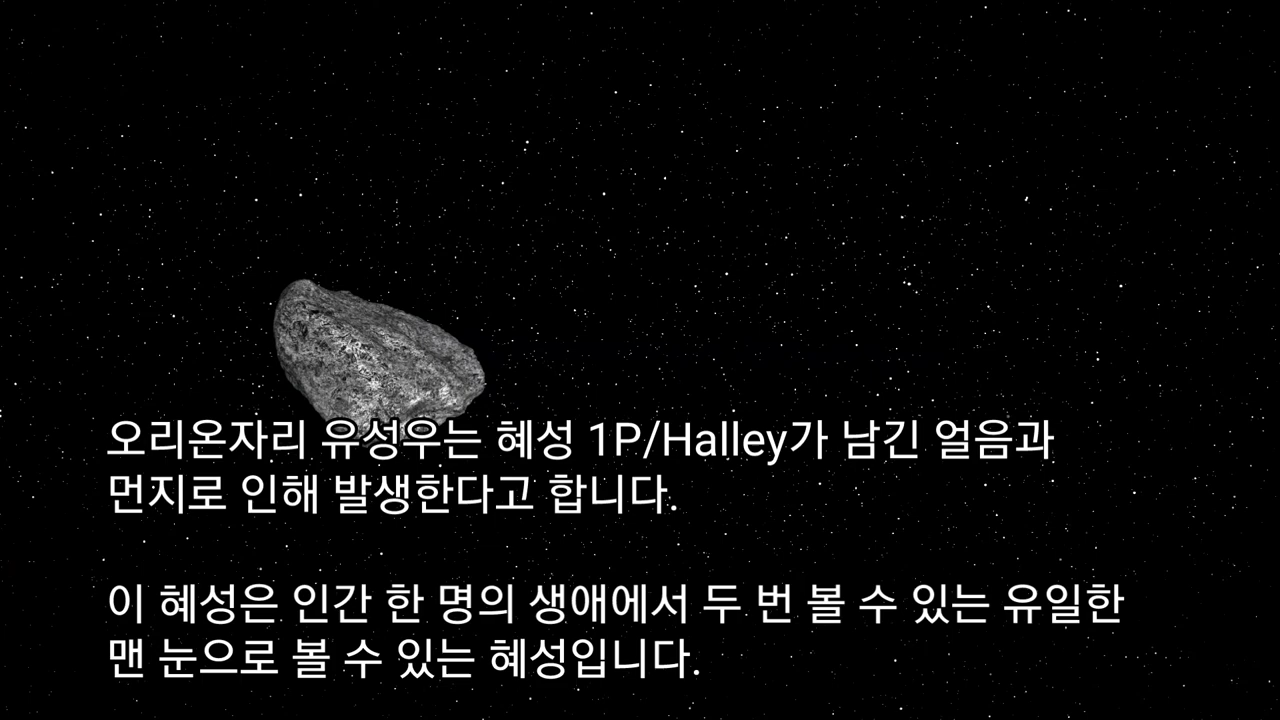 오리온자리 유성우는 혜성 1P/Halley가 남긴 얼음과
먼지로 인해 발생한다고 합니다.
이 혜성은 인간 한 명의 생애에서 두 번 볼 수 있는 유일한
맨 눈으로 볼 수 있는 혜성입니다.